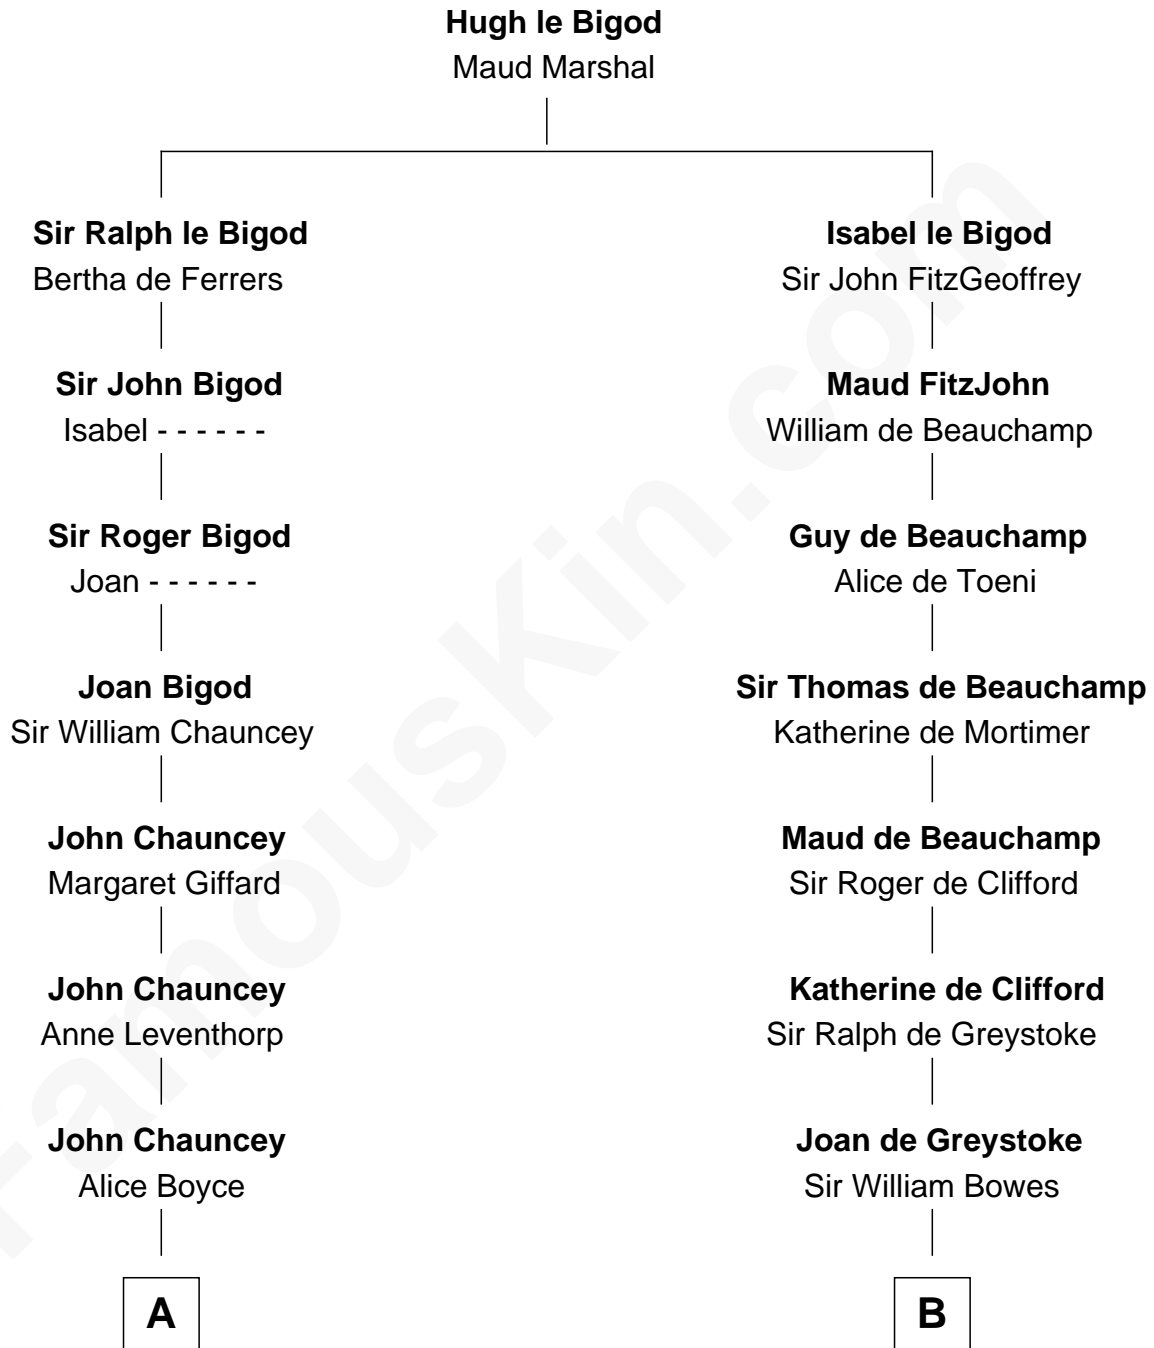 Hugh le Bigod
Maud Marshal
Sir Ralph le Bigod
Bertha de Ferrers
Isabel le Bigod
Sir John FitzGeoffrey
Sir John Bigod
Isabel - - - - - -
Maud FitzJohn
William de Beauchamp
Sir Roger Bigod
Joan - - - - - -
Guy de Beauchamp
Alice de Toeni
Joan Bigod
Sir William Chauncey
Sir Thomas de Beauchamp
Katherine de Mortimer
John Chauncey
Margaret Giffard
Maud de Beauchamp
Sir Roger de Clifford
John Chauncey
Anne Leventhorp
Katherine de Clifford
Sir Ralph de Greystoke
John Chauncey
Alice Boyce
Joan de Greystoke
Sir William Bowes
A
B
FamousKin.com